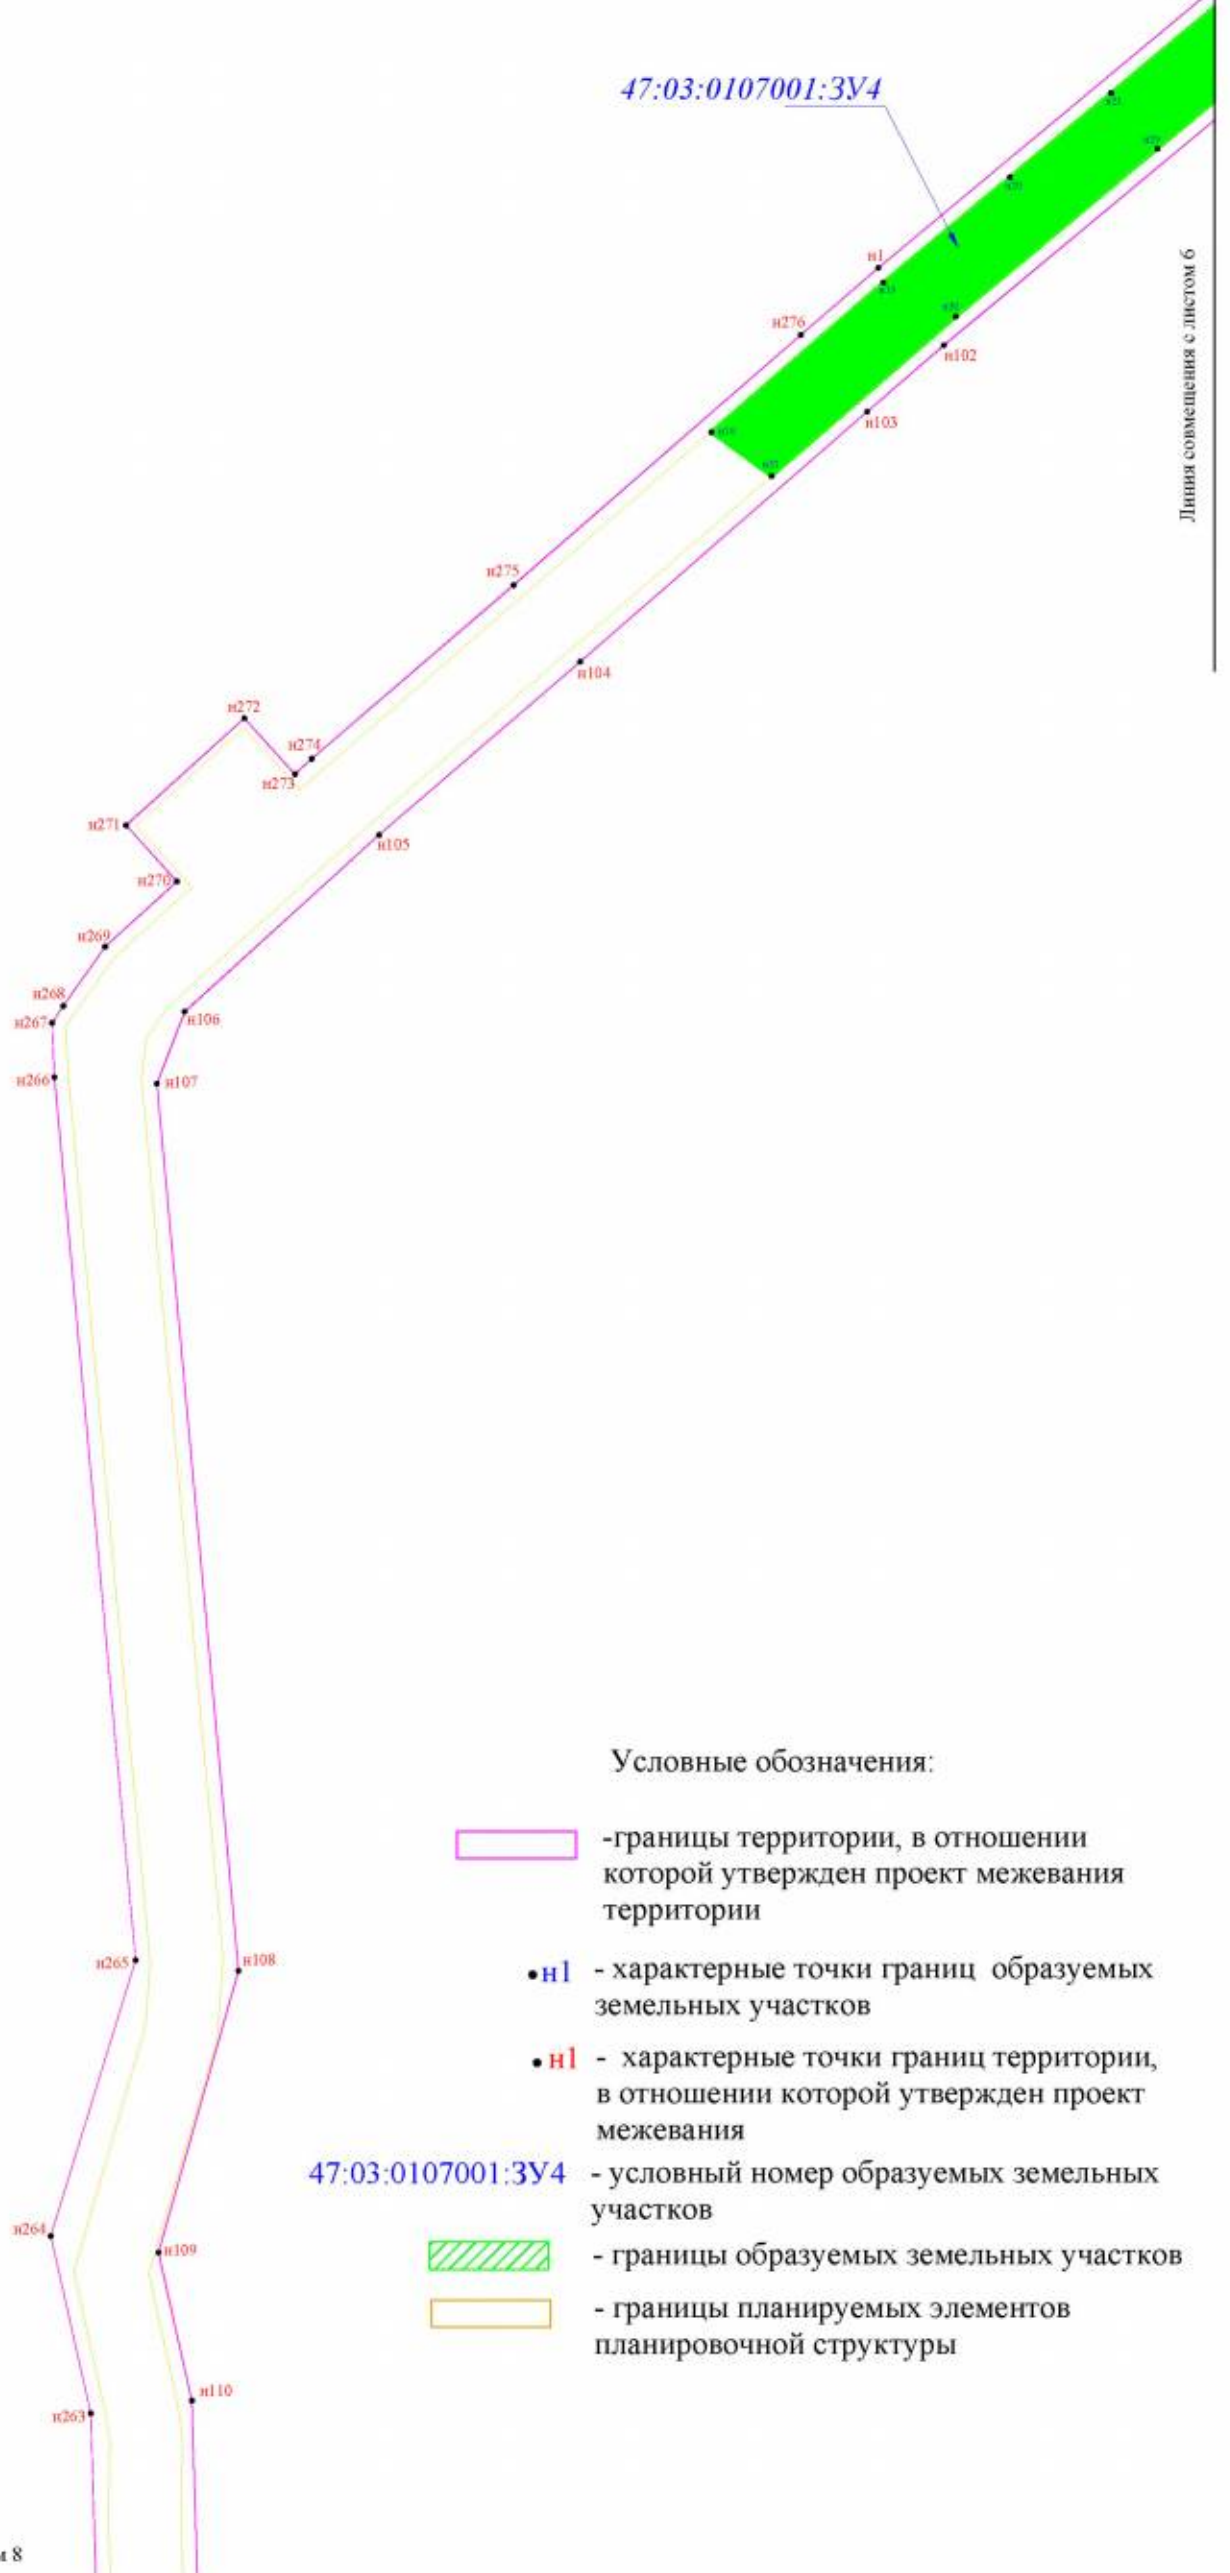 47:03:0107001:ЗУ4
н1
н276
н102
н103
Линия совмещения с листом 6
н275
н104
н272
н274
н273
н271
н105
н270
н269
н268
н267
н106
н266
н107
Условные обозначения:
-границы территории, в отношении
которой утвержден проект межевания
территории
н265
н108
н1 - характерные точки границ образуемых
земельных участков
н1 - характерные точки границ территории,
в отношении которой утвержден проект
межевания
47:03:0107001:ЗУ4 - условный номер образуемых земельных
участков
н264
н109
- границы образуемых земельных участков
- границы планируемых элементов
планировочной структуры
н110
н263
8